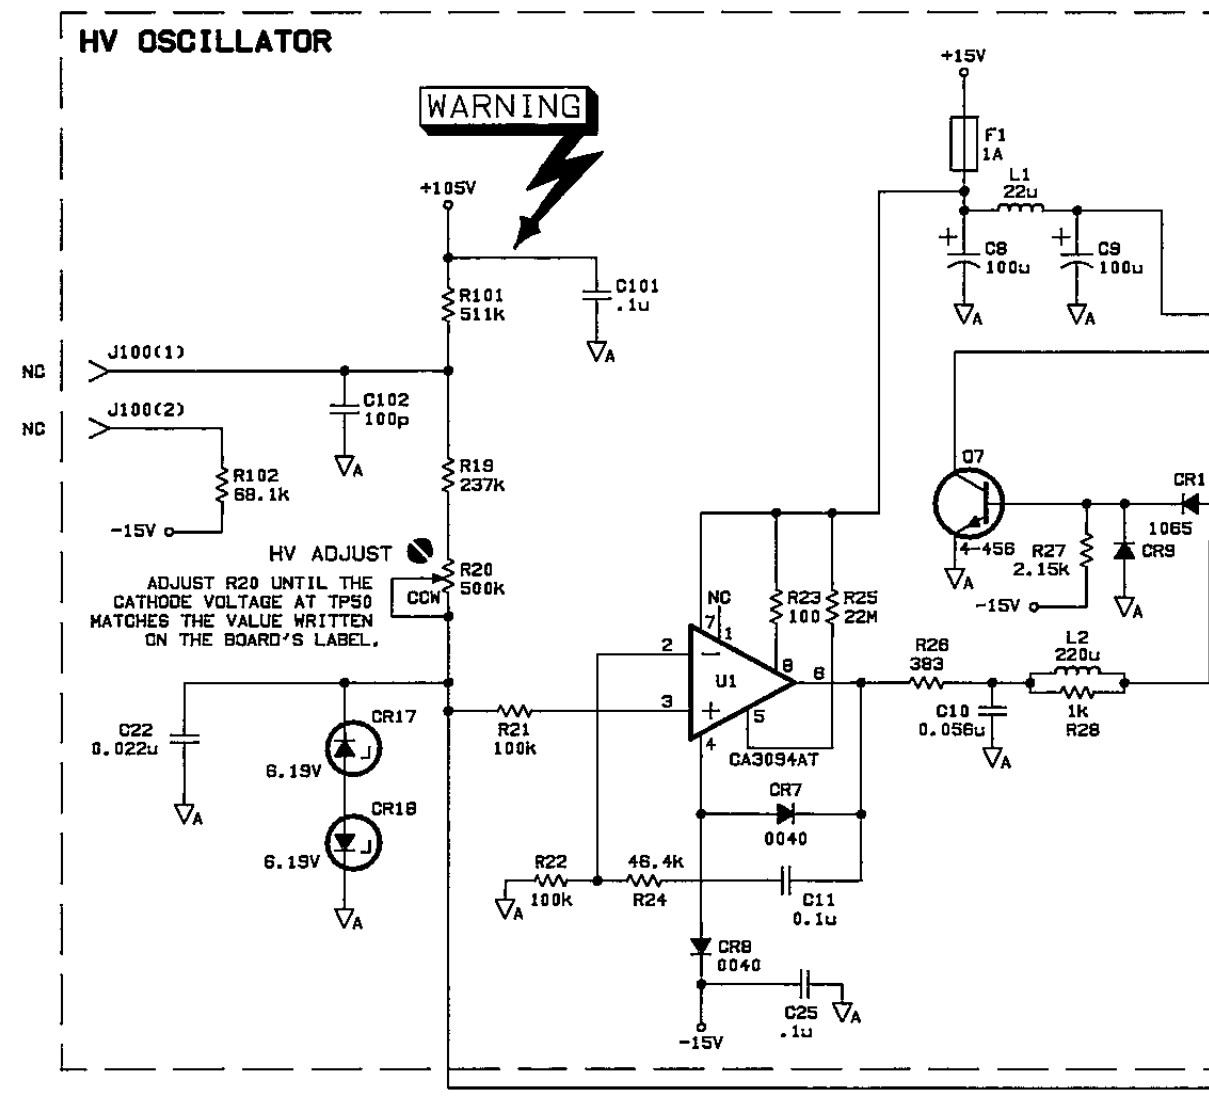 HV OSCILLATOR
+15V
WARNING
F1
1A
L1
22u
+105V
+
C8
100u
+
C9
100u
A
A
R101
511k
C101
.1u
A
J100(1)
NC
C102
100p
J100(2)
NC
A
R19
237k
R102
68.1k
-15V
Q7
4-456
A
CR1
1065
R27
2.15k
CR9
-15V
A
HV ADJUST
ADJUST R20 UNTIL THE
CATHODE VOLTAGE AT TP50
MATCHES THE VALUE WRITTEN
ON THE BOARD'S LABEL.
CCW
R20
500k
NC
R23
100
R25
22M
7
1
2
8
6
U1
3
+
5
4
CA3094AT
R26
383
L2
220u
1k
R28
C10
0.056u
A
R21
100k
C22
0.022u
A
CR17
6.19V
CR18
6.19V
A
CR7
0040
R22
100k
A
46.4k
R24
C11
0.1u
CR8
0040
C25
.1u
A
-15V